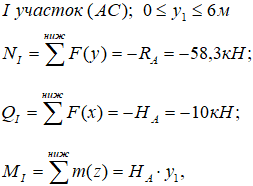 I участок (AC); 0 ≤ y₁ ≤ 6м
N_I = ∑^{ниж} F(y) = −R_A = −58,3кН;
Q_I = ∑^{ниж} F(x) = −H_A = −10кН;
M_I = ∑^{ниж} m(z) = H_A · y₁,